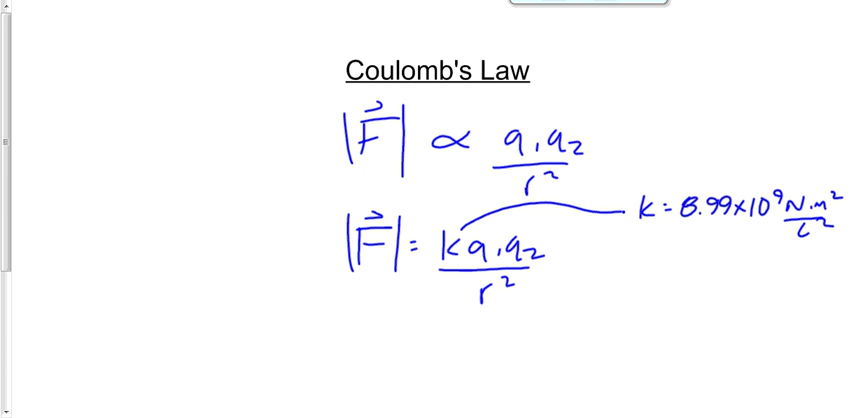 Coulomb's Law
|F⃗| ∝ q₁q₂/r²
|F⃗| = kq₁q₂/r²
k = 8.99×10⁹ N·m²/C²